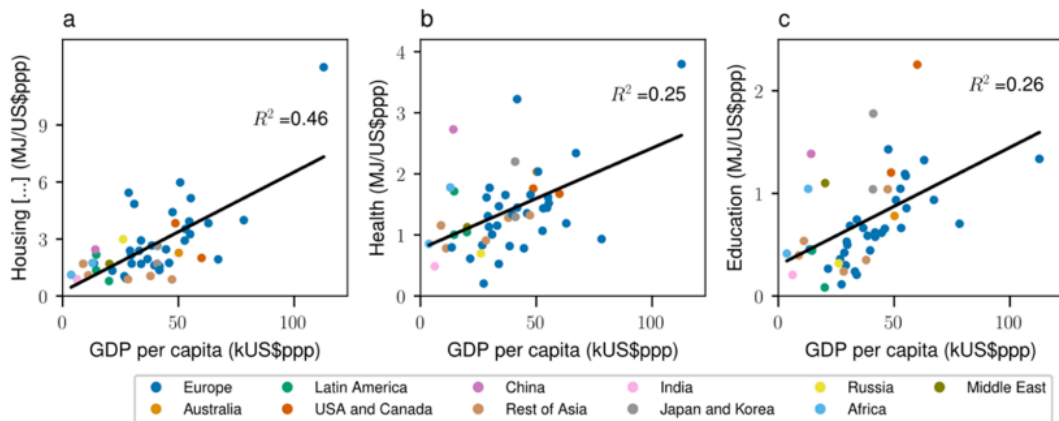 a
b
c
Housing [...] (MJ/US$ppp)
9
6
3
0
R² =0.46
0 50 100
GDP per capita (kUS$ppp)
Health (MJ/US$ppp)
4
3
2
1
0
R² =0.25
0 50 100
GDP per capita (kUS$ppp)
Education (MJ/US$ppp)
2
1
0
R² =0.26
0 50 100
GDP per capita (kUS$ppp)
Europe Latin America China India Russia Middle East
Australia USA and Canada Rest of Asia Japan and Korea Africa